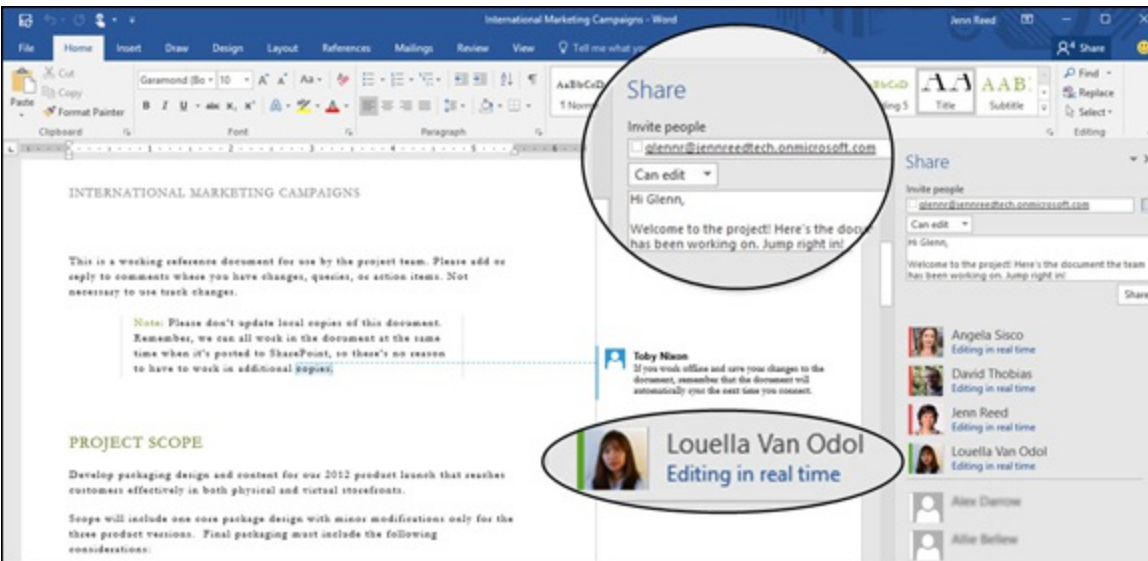 International Marketing Campaigns - Word
Jenn Reed
File Home Insert Draw Design Layout References Mailings Review View Tell me what
Share
Paste
Cut
Copy
Format Painter
Clipboard
Garamond (Bo 10
Font
Paragraph
AaBbCcD
1 Norm
Title
Subtitle
Find
Replace
Select
Editing
INTERNATIONAL MARKETING CAMPAIGNS
This is a working reference document for use by the project team. Please add or
reply to comments where you have changes, queries, or action items. Not
necessary to use track changes.
Note: Please don't update local copies of this document.
Remember, we can all work in the document at the same
time when it's posted to SharePoint, so there's no reason
to have to work in additional copies.
Toby Nixon
If you work offline and save your changes to the
document, remember that the document will
automatically sync the next time you connect.
PROJECT SCOPE
Develop packaging design and content for our 2012 product launch that reaches
customers effectively in both physical and virtual storefronts.
Scope will include one core package design with minor modifications only for the
three product versions. Final packaging must include the following
considerations:
Share
Invite people
glennr@jennreedtech.onmicrosoft.com
Can edit
Hi Glenn,
Welcome to the project! Here's the docu
has been working on. Jump right in!
Louella Van Odol
Editing in real time
Share
Invite people
glennr@jennreedtech.onmicrosoft.com
Can edit
Hi Glenn,
Welcome to the project! Here's the document the team
has been working on. Jump right in!
Share
Angela Sisco
Editing in real time
David Thobias
Editing in real time
Jenn Reed
Editing in real time
Louella Van Odol
Editing in real time
Alex Darrow
Allie Bellew